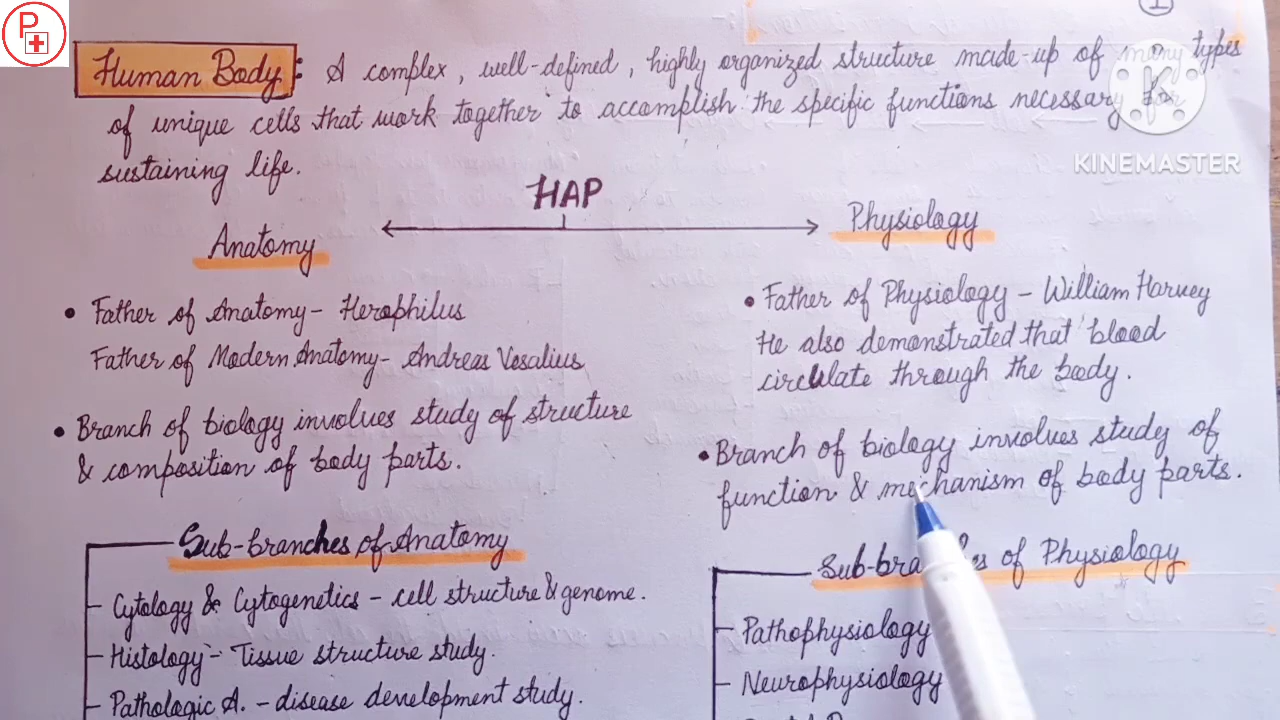 P
1
Human Body: A complex, well-defined, highly organized structure made-up of many types
of unique cells that work together to accomplish the specific functions necessary for
sustaining life.
KINEMASTER
HAP
Anatomy
Physiology
• Father of Anatomy - Herophilus
Father of Modern Anatomy - Andreas Vesalius
• Branch of biology involves study of structure
& composition of body parts.
• Father of Physiology - William Harvey
He also demonstrated that blood
circulate through the body.
• Branch of biology involves study of
function & mechanism of body parts.
Sub-branches of Anatomy
Cytology & Cytogenetics - cell structure & genome.
Histology - Tissue structure study.
Pathologic A. - disease development study.
Sub-branches of Physiology
Pathophysiology
Neurophysiology